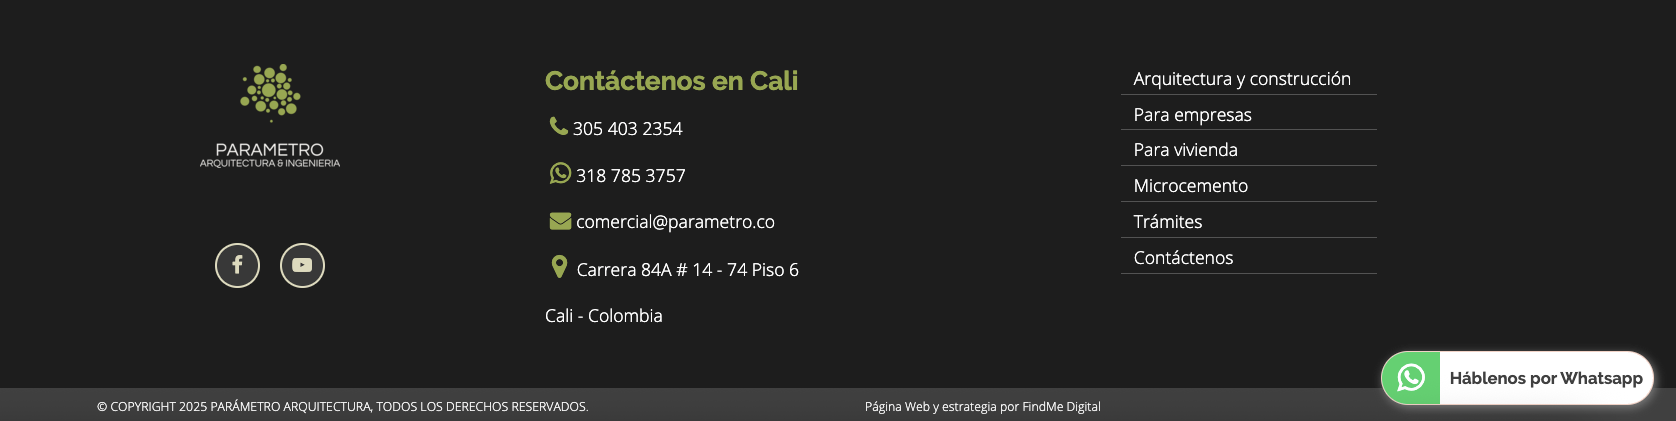 PARAMETRO
ARQUITECTURA & INGENIERIA
Contáctenos en Cali
305 403 2354
318 785 3757
comercial@parametro.co
Carrera 84A # 14 - 74 Piso 6
Cali - Colombia
Arquitectura y construcción
Para empresas
Para vivienda
Microcemento
Trámites
Contáctenos
Háblenos por Whatsapp
© COPYRIGHT 2025 PARÁMETRO ARQUITECTURA, TODOS LOS DERECHOS RESERVADOS.
Página Web y estrategia por FindMe Digital